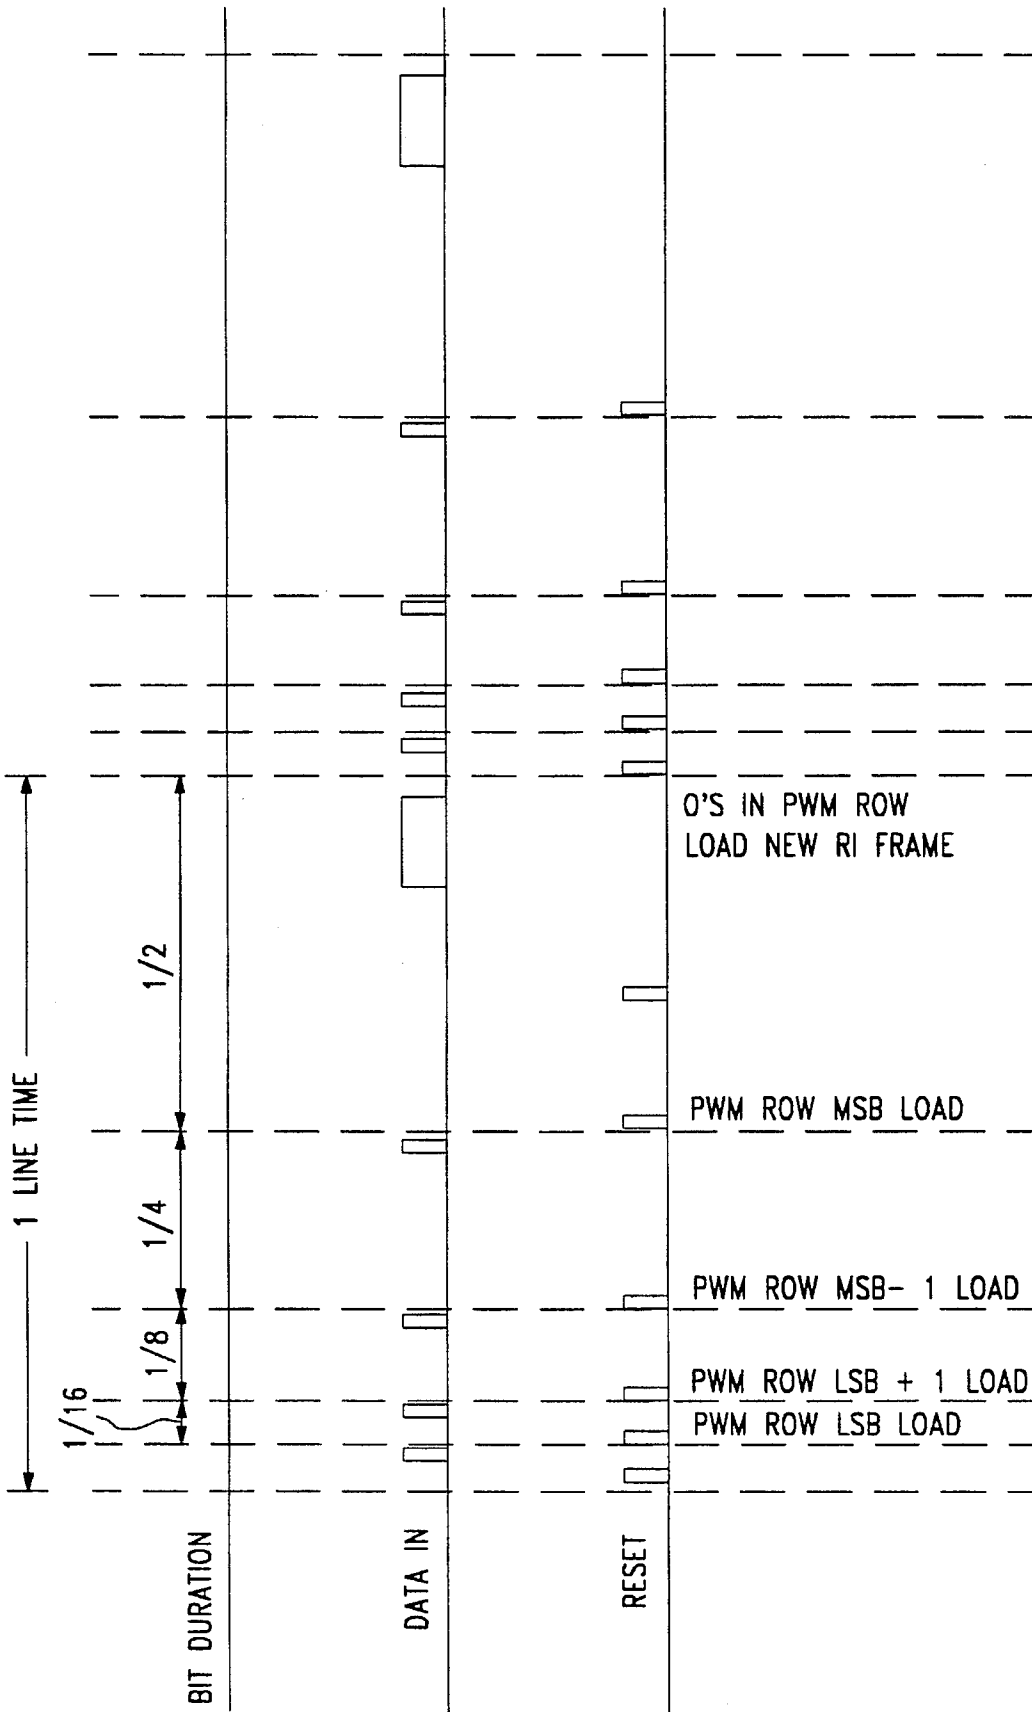 1 LINE TIME
1/2
1/4
1/8
1/16
BIT DURATION
DATA IN
RESET
O'S IN PWM ROW
LOAD NEW RI FRAME
PWM ROW MSB LOAD
PWM ROW MSB- 1 LOAD
PWM ROW LSB + 1 LOAD
PWM ROW LSB LOAD